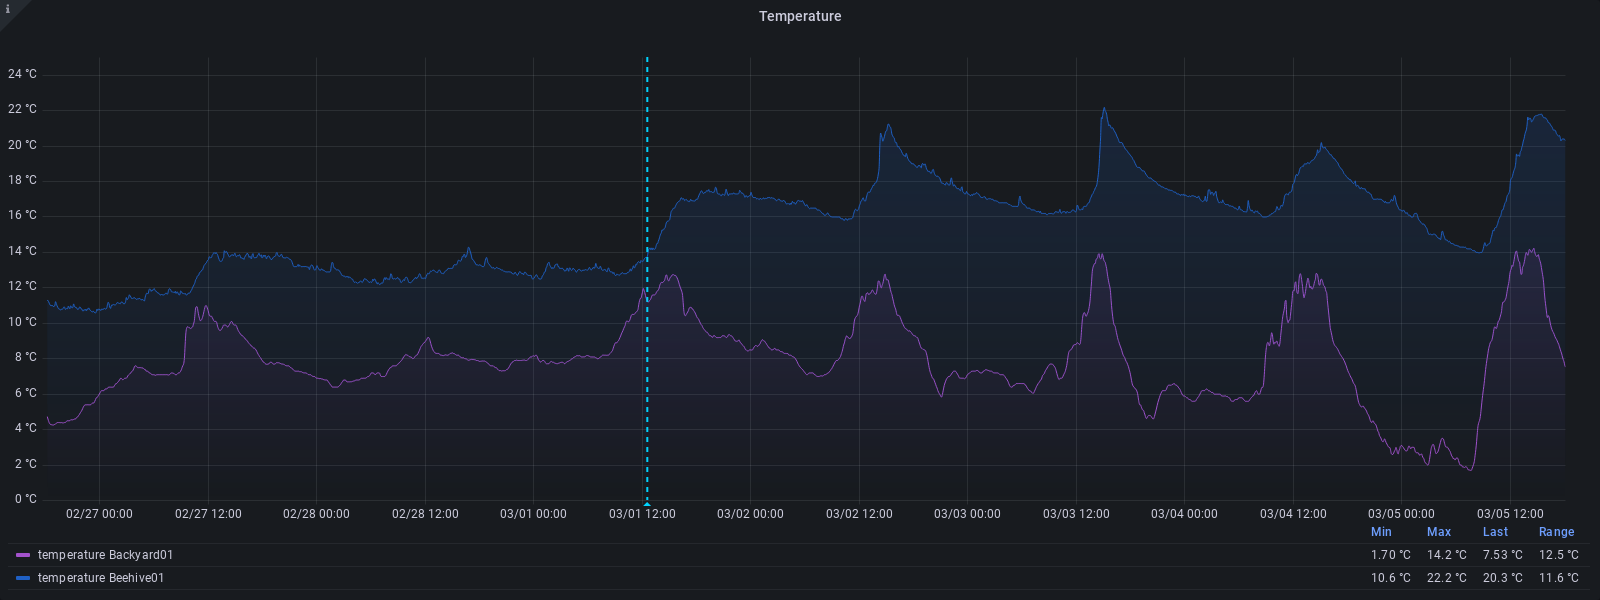 i
Temperature
24 °C
22 °C
20 °C
18 °C
16 °C
14 °C
12 °C
10 °C
8 °C
6 °C
4 °C
2 °C
0 °C
02/27 00:00 02/27 12:00 02/28 00:00 02/28 12:00 03/01 00:00 03/01 12:00 03/02 00:00 03/02 12:00 03/03 00:00 03/03 12:00 03/04 00:00 03/04 12:00 03/05 00:00 03/05 12:00
Min Max Last Range
temperature Backyard01 1.70 °C 14.2 °C 7.53 °C 12.5 °C
temperature Beehive01 10.6 °C 22.2 °C 20.3 °C 11.6 °C